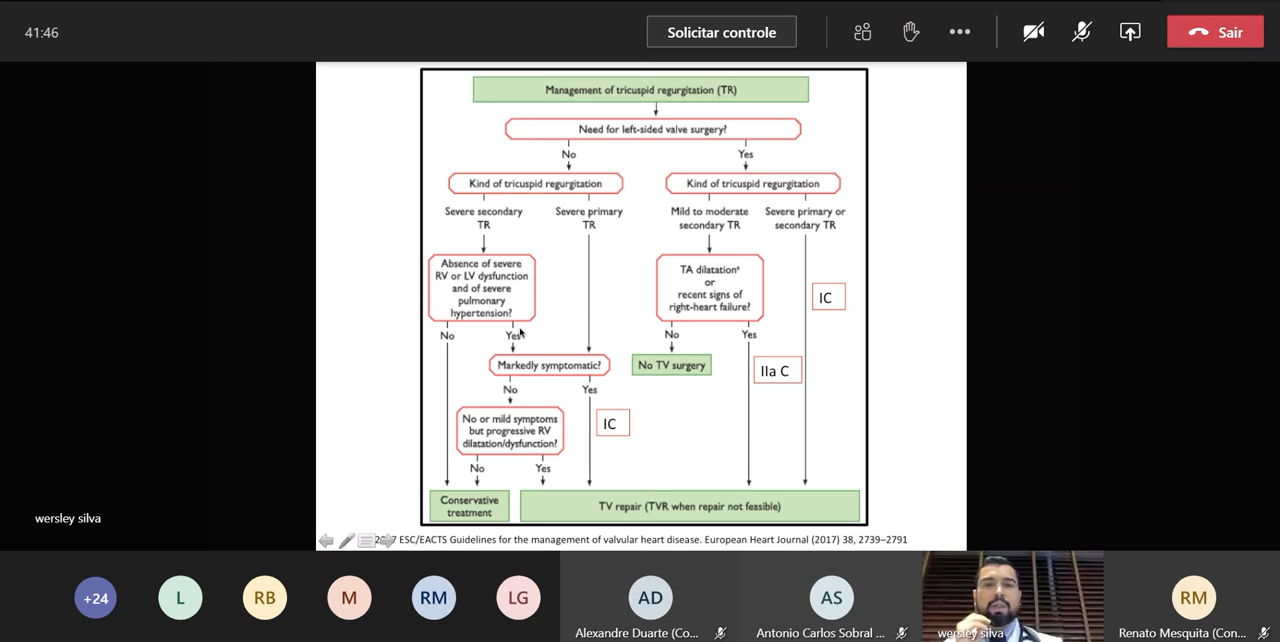 41:46
Solicitar controle
Sair
Management of tricuspid regurgitation (TR)
Need for left-sided valve surgery?
No
Yes
Kind of tricuspid regurgitation
Kind of tricuspid regurgitation
Severe secondary
TR
Severe primary
TR
Mild to moderate
secondary TR
Severe primary or
secondary TR
Absence of severe
RV or LV dysfunction
and of severe
pulmonary
hypertension?
TA dilatationᵃ
or
recent signs of
right-heart failure?
IC
No
Yes
No
Yes
Markedly symptomatic?
No TV surgery
IIa C
No
Yes
No or mild symptoms
but progressive RV
dilatation/dysfunction?
IC
No
Yes
Conservative
treatment
TV repair (TVR when repair not feasible)
wersley silva
ESC/EACTS Guidelines for the management of valvular heart disease. European Heart Journal (2017) 38, 2739–2791
+24
L
RB
M
RM
LG
AD
Alexandre Duarte (Co...
AS
Antonio Carlos Sobral ...
wersley silva
RM
Renato Mesquita (Con...